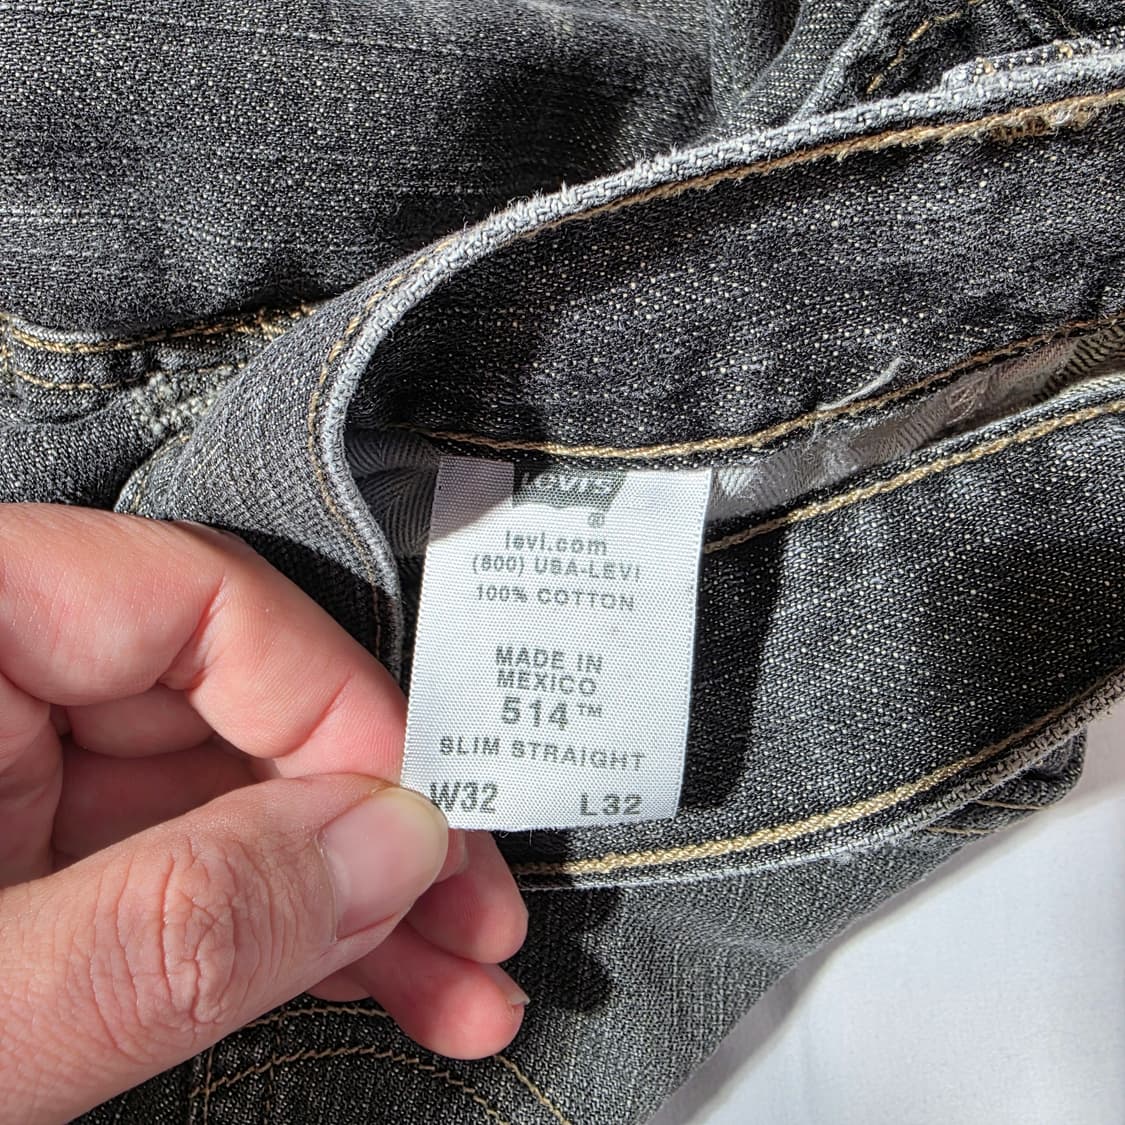 Levi's
®
levi.com
(800) USA-LEVI
100% COTTON
MADE IN
MEXICO
514™
SLIM STRAIGHT
W32 L32